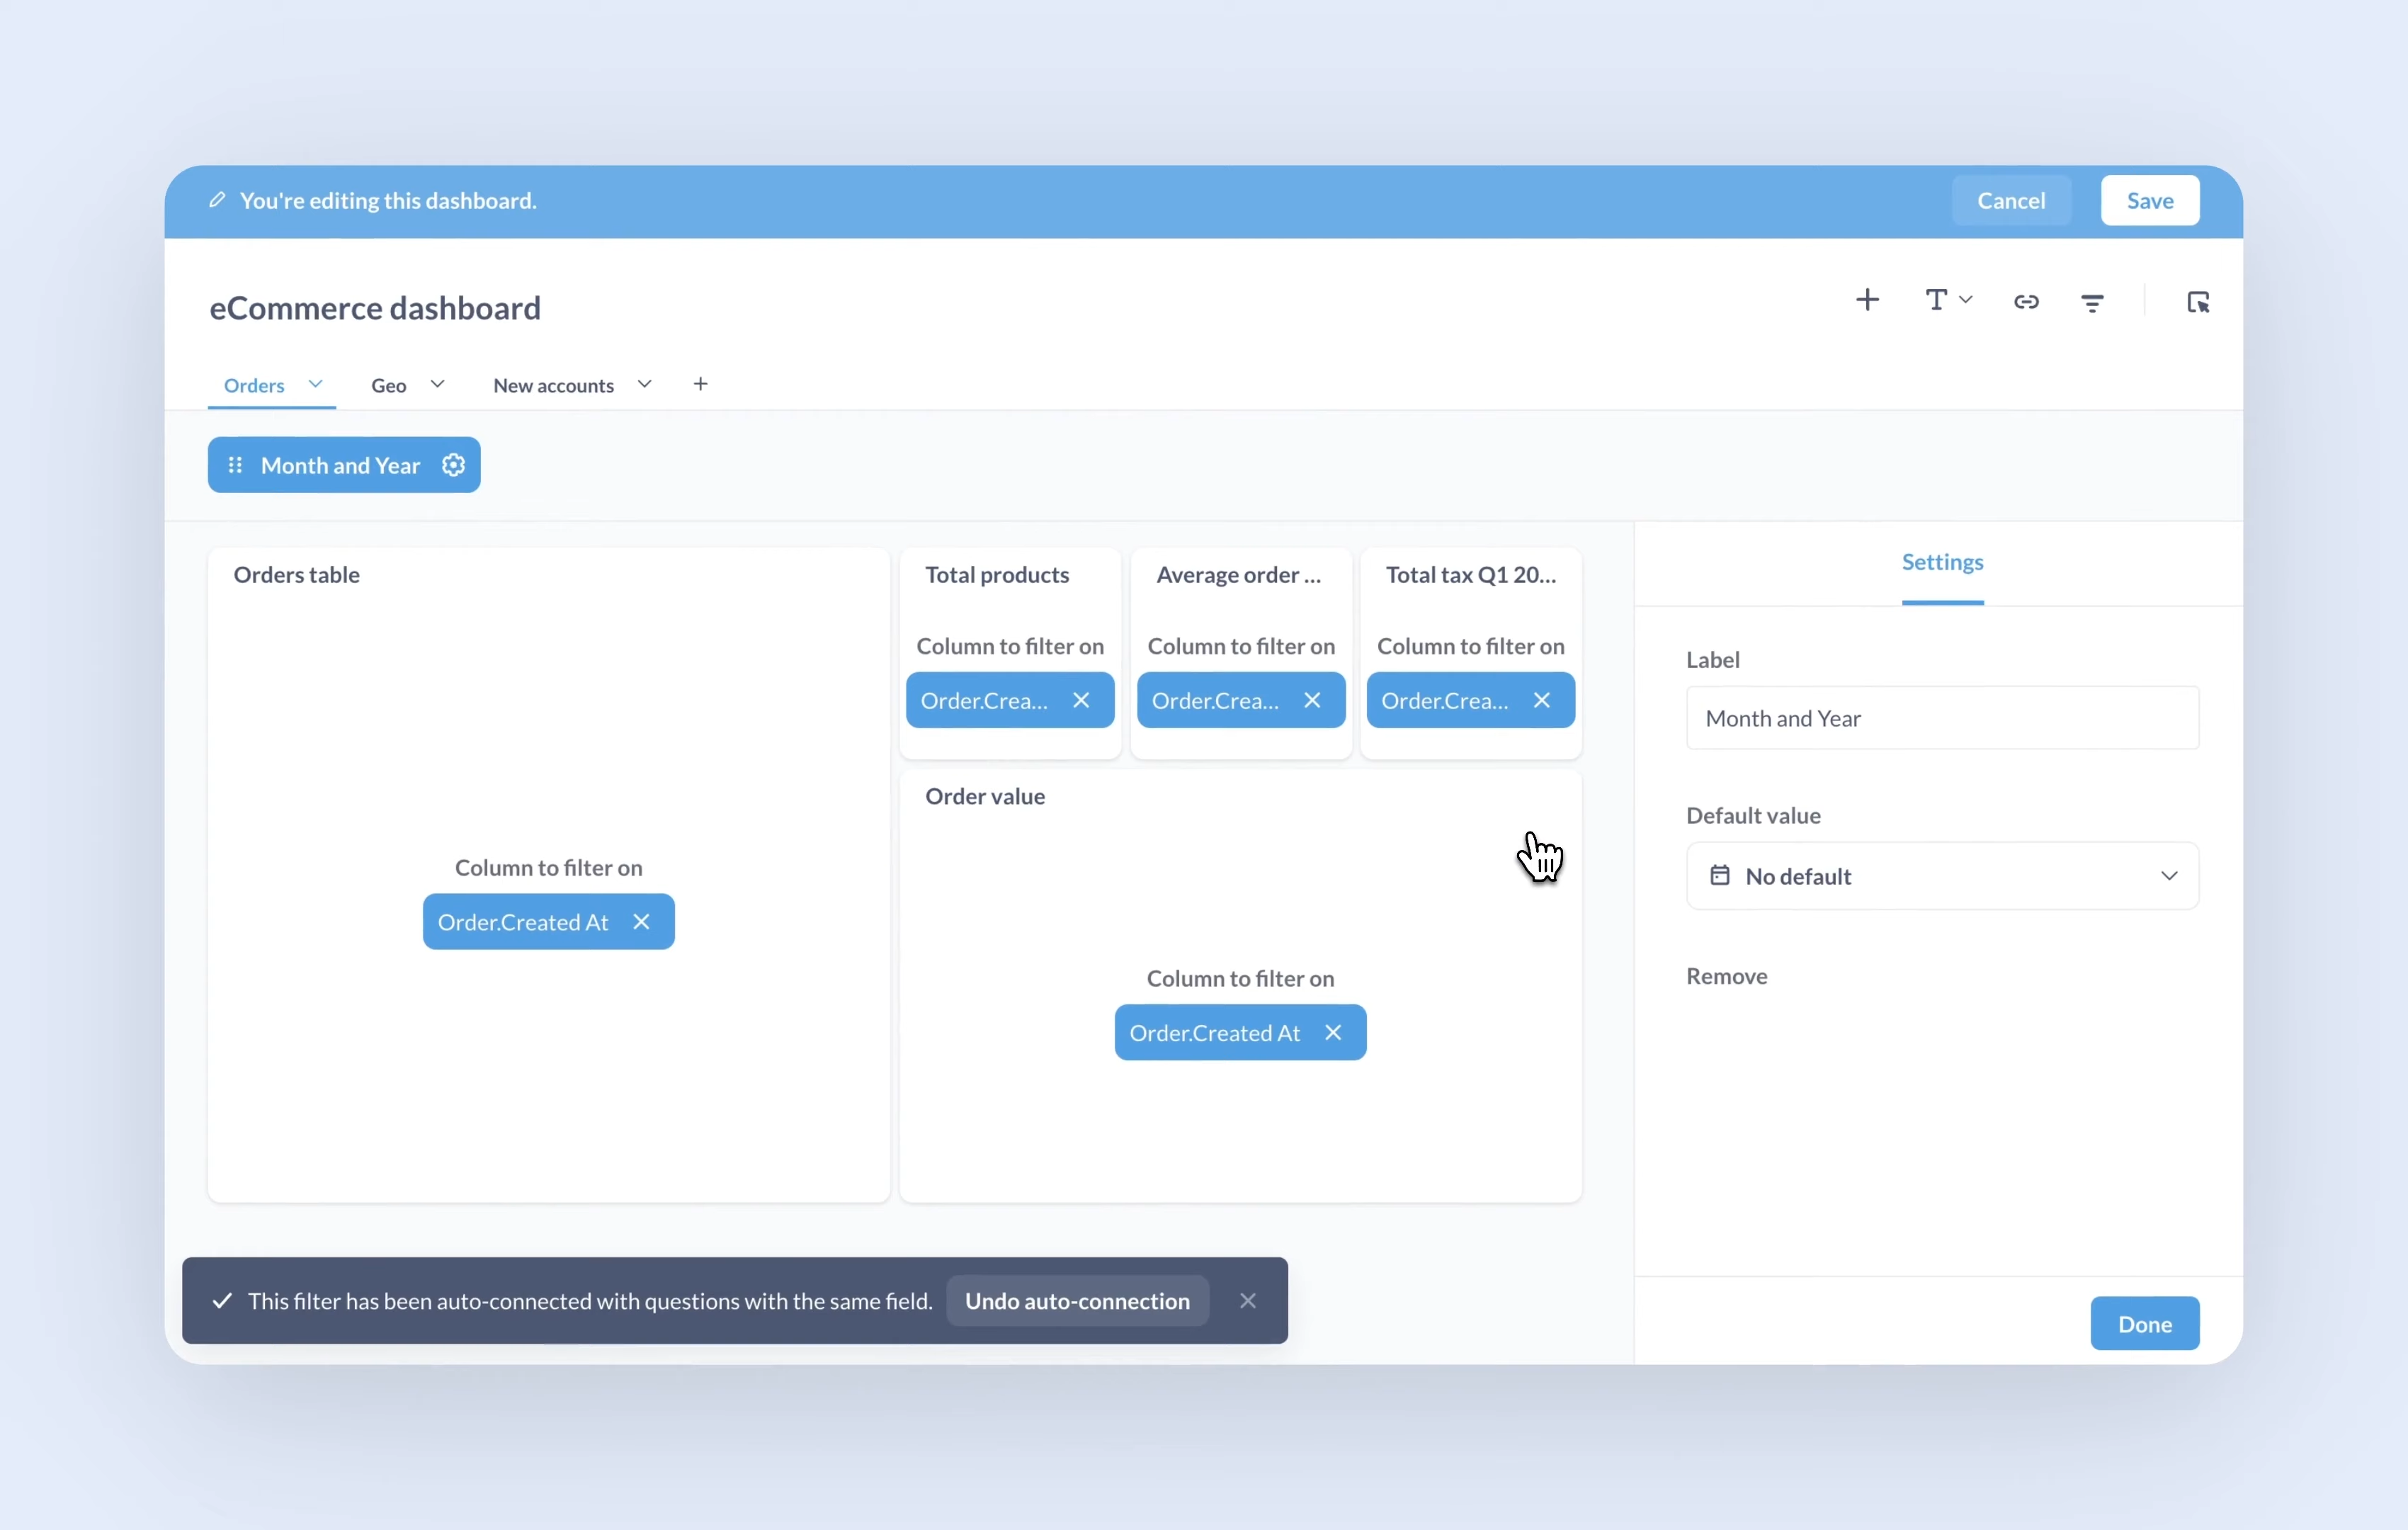 You're editing this dashboard.
Cancel
Save
eCommerce dashboard
T
Orders
Geo
New accounts
Month and Year
Orders table
Column to filter on
Order.Created At
Total products
Column to filter on
Order.Crea...
Average order ...
Column to filter on
Order.Crea...
Total tax Q1 20...
Column to filter on
Order.Crea...
Order value
Column to filter on
Order.Created At
Settings
Label
Month and Year
Default value
No default
Remove
This filter has been auto-connected with questions with the same field.
Undo auto-connection
Done